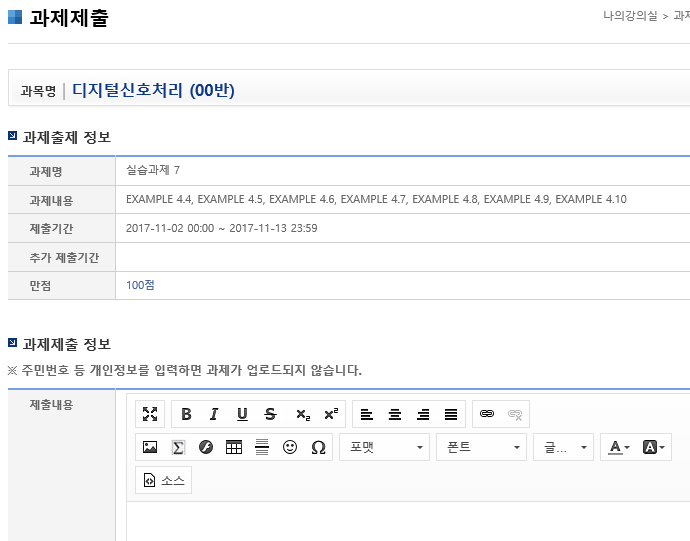 과제제출
나의강의실 > 과제
과목명 | 디지털신호처리 (00반)
과제출제 정보
과제명 실습과제 7
과제내용 EXAMPLE 4.4, EXAMPLE 4.5, EXAMPLE 4.6, EXAMPLE 4.7, EXAMPLE 4.8, EXAMPLE 4.9, EXAMPLE 4.10
제출기간 2017-11-02 00:00 ~ 2017-11-13 23:59
추가 제출기간
만점 100점
과제제출 정보
※ 주민번호 등 개인정보를 입력하면 과제가 업로드되지 않습니다.
제출내용
B I U S x₂ x²
Σ Ω 포맷 폰트 글... A A
소스